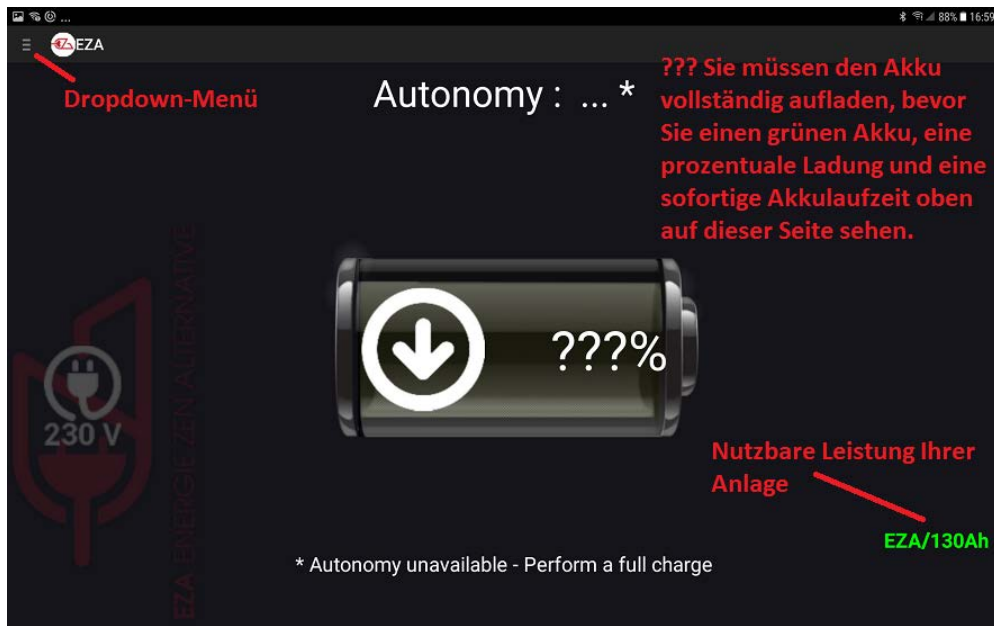 ... 88% 16:59
EZA
Dropdown-Menü
Autonomy : ... *
??? Sie müssen den Akku
vollständig aufladen, bevor
Sie einen grünen Akku, eine
prozentuale Ladung und eine
sofortige Akkulaufzeit oben
auf dieser Seite sehen.
???%
230 V
EZA ENERGIE ZEN ALTERNATIVE
Nutzbare Leistung Ihrer
Anlage
EZA/130Ah
* Autonomy unavailable - Perform a full charge